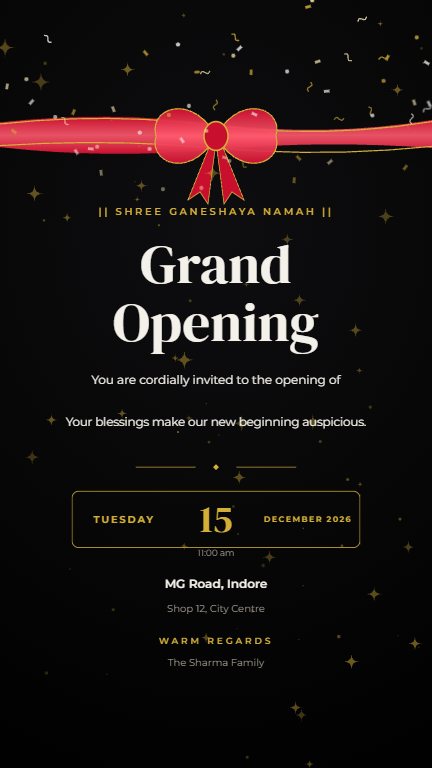 || SHREE GANESHAYA NAMAH ||
Grand
Opening
You are cordially invited to the opening of
Your blessings make our new beginning auspicious.
TUESDAY 15 DECEMBER 2026
11:00 am
MG Road, Indore
Shop 12, City Centre
WARM REGARDS
The Sharma Family